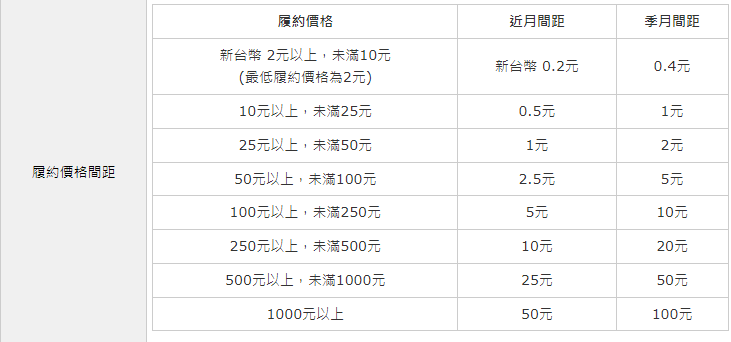 履約價格間距
履約價格 近月間距 季月間距
新台幣 2元以上，未滿10元
(最低履約價格為2元) 新台幣 0.2元 0.4元
10元以上，未滿25元 0.5元 1元
25元以上，未滿50元 1元 2元
50元以上，未滿100元 2.5元 5元
100元以上，未滿250元 5元 10元
250元以上，未滿500元 10元 20元
500元以上，未滿1000元 25元 50元
1000元以上 50元 100元